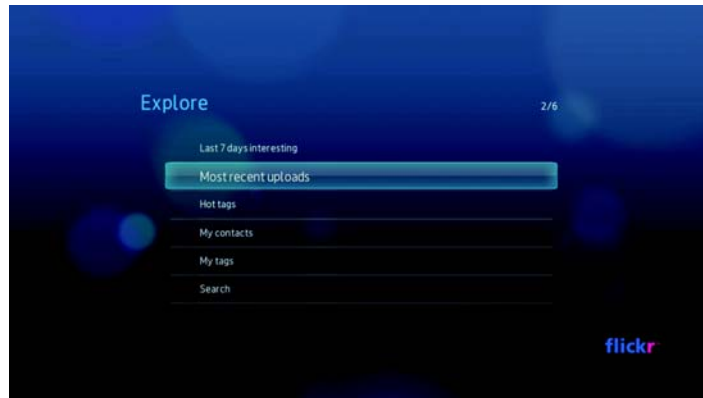 Explore
2/6
Last 7 days interesting
Most recent uploads
Hot tags
My contacts
My tags
Search
flickr